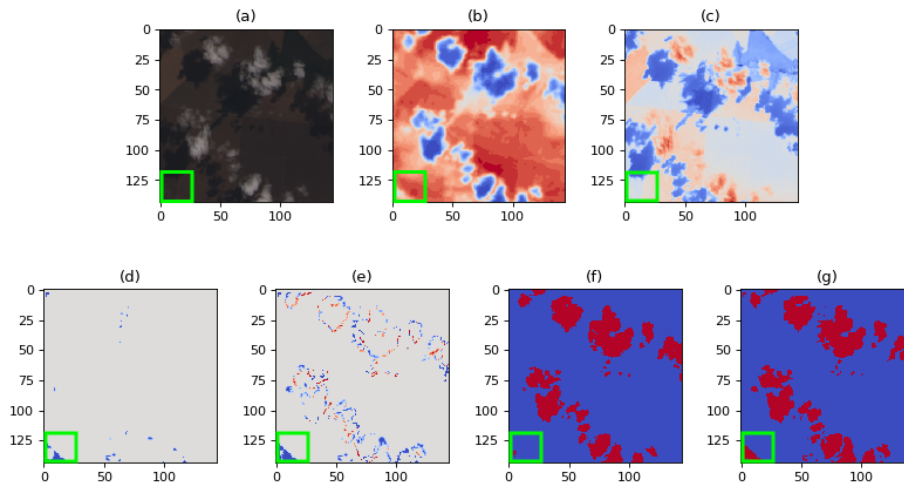 (a) (b) (c)
0 0 0
25 25 25
50 50 50
75 75 75
100 100 100
125 125 125
0 50 100 0 50 100 0 50 100
(d) (e) (f) (g)
0 0 0 0
25 25 25 25
50 50 50 50
75 75 75 75
100 100 100 100
125 125 125 125
0 50 100 0 50 100 0 50 100 0 50 100